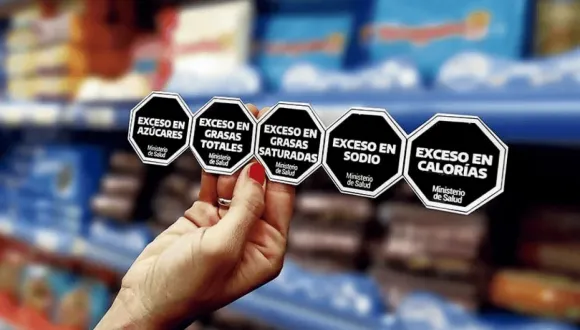 EXCESO EN
AZÚCARES
Ministerio
de Salud
EXCESO EN
GRASAS
TOTALES
Ministerio
de Salud
EXCESO EN
GRASAS
SATURADAS
Ministerio
de Salud
EXCESO EN
SODIO
Ministerio
de Salud
EXCESO EN
CALORÍAS
Ministerio
de Salud